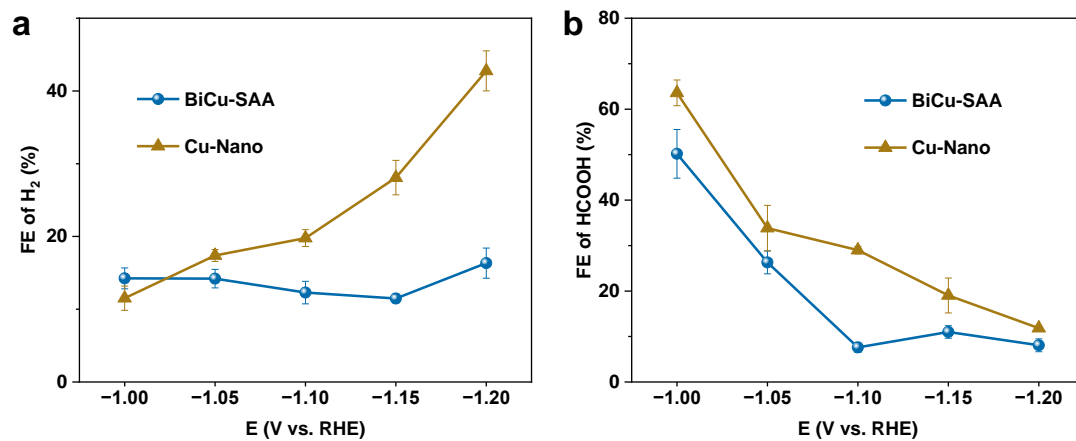 a
FE of H₂ (%)
40
20
0
BiCu-SAA
Cu-Nano
−1.00 −1.05 −1.10 −1.15 −1.20
E (V vs. RHE)
b
FE of HCOOH (%)
80
60
40
20
0
BiCu-SAA
Cu-Nano
−1.00 −1.05 −1.10 −1.15 −1.20
E (V vs. RHE)